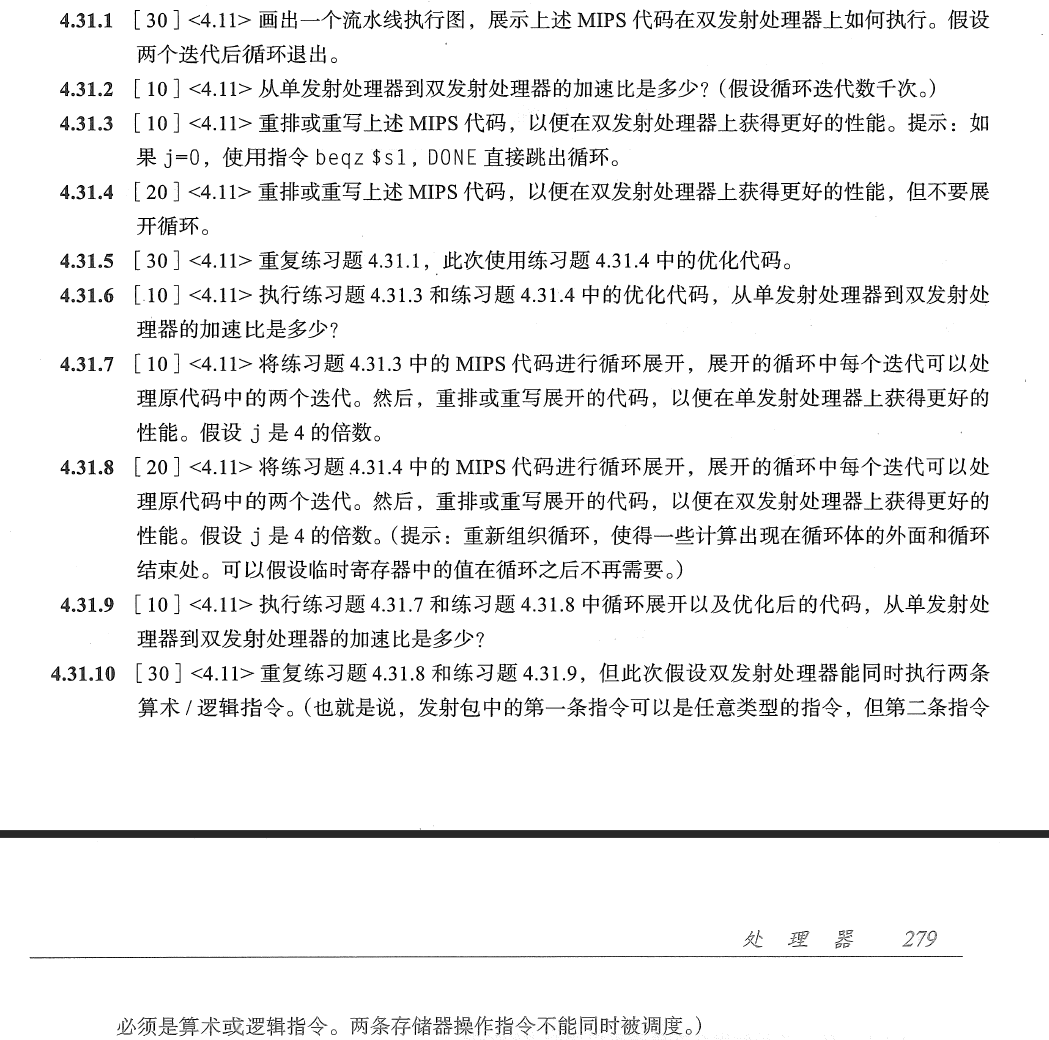 4.31.1 [30] <4.11> 画出一个流水线执行图，展示上述 MIPS 代码在双发射处理器上如何执行。假设
两个迭代后循环退出。
4.31.2 [10] <4.11> 从单发射处理器到双发射处理器的加速比是多少？（假设循环迭代数千次。）
4.31.3 [10] <4.11> 重排或重写上述 MIPS 代码，以便在双发射处理器上获得更好的性能。提示：如
果 j=0，使用指令 beqz $s1, DONE 直接跳出循环。
4.31.4 [20] <4.11> 重排或重写上述 MIPS 代码，以便在双发射处理器上获得更好的性能，但不要展
开循环。
4.31.5 [30] <4.11> 重复练习题 4.31.1，此次使用练习题 4.31.4 中的优化代码。
4.31.6 [10] <4.11> 执行练习题 4.31.3 和练习题 4.31.4 中的优化代码，从单发射处理器到双发射处
理器的加速比是多少？
4.31.7 [10] <4.11> 将练习题 4.31.3 中的 MIPS 代码进行循环展开，展开的循环中每个迭代可以处
理原代码中的两个迭代。然后，重排或重写展开的代码，以便在单发射处理器上获得更好的
性能。假设 j 是 4 的倍数。
4.31.8 [20] <4.11> 将练习题 4.31.4 中的 MIPS 代码进行循环展开，展开的循环中每个迭代可以处
理原代码中的两个迭代。然后，重排或重写展开的代码，以便在双发射处理器上获得更好的
性能。假设 j 是 4 的倍数。（提示：重新组织循环，使得一些计算出现在循环体的外面和循环
结束处。可以假设临时寄存器中的值在循环之后不再需要。）
4.31.9 [10] <4.11> 执行练习题 4.31.7 和练习题 4.31.8 中循环展开以及优化后的代码，从单发射处
理器到双发射处理器的加速比是多少？
4.31.10 [30] <4.11> 重复练习题 4.31.8 和练习题 4.31.9，但此次假设双发射处理器能同时执行两条
算术 / 逻辑指令。（也就是说，发射包中的第一条指令可以是任意类型的指令，但第二条指令
处 理 器 279
必须是算术或逻辑指令。两条存储器操作指令不能同时被调度。）